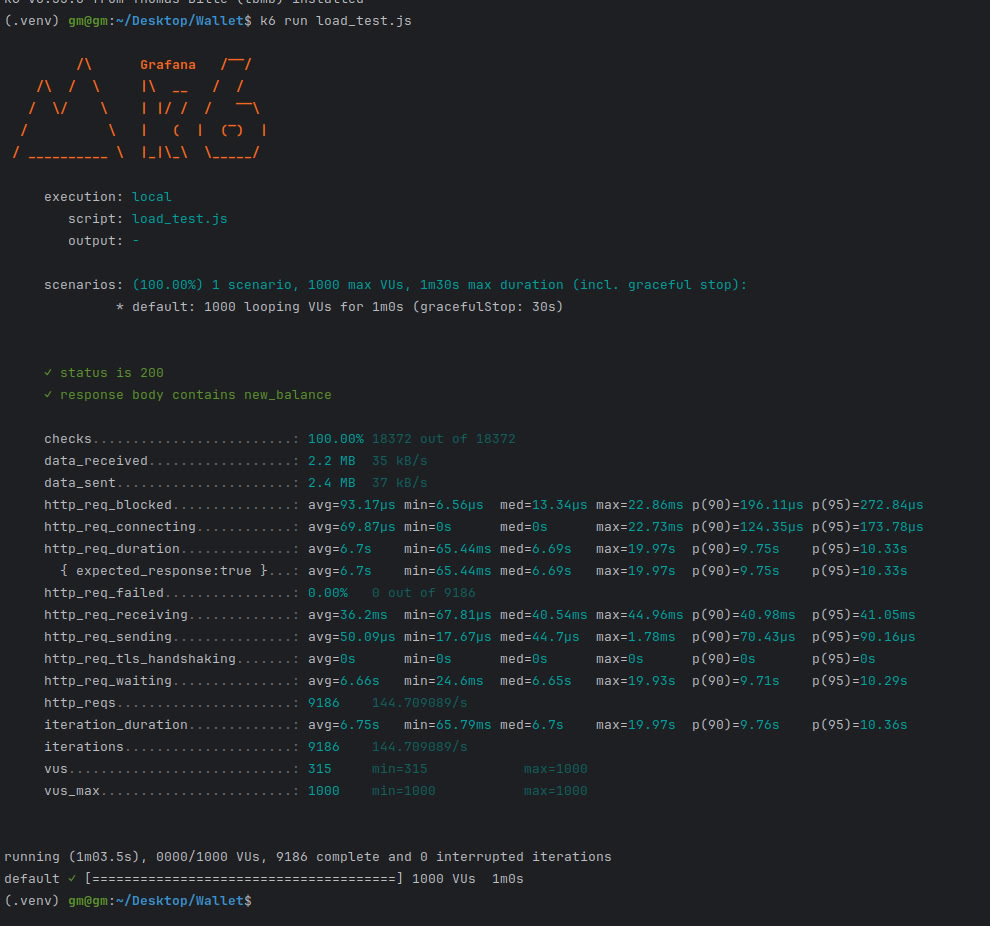 (.venv) gm@gm:~/Desktop/Wallet$ k6 run load_test.js
         /\      Grafana   /‾‾/
    /\  /  \     |\  __   /  /
   /  \/    \    | |/ /  /   ‾‾\
  /          \   |   (  |  (‾)  |
 / __________ \  |_|\_\  \_____/
     execution: local
        script: load_test.js
        output: -
     scenarios: (100.00%) 1 scenario, 1000 max VUs, 1m30s max duration (incl. graceful stop):
              * default: 1000 looping VUs for 1m0s (gracefulStop: 30s)
     ✓ status is 200
     ✓ response body contains new_balance
     checks.........................: 100.00% 18372 out of 18372
     data_received..................: 2.2 MB  35 kB/s
     data_sent......................: 2.4 MB  37 kB/s
     http_req_blocked...............: avg=93.17µs min=6.56µs  med=13.34µs max=22.86ms p(90)=196.11µs p(95)=272.84µs
     http_req_connecting............: avg=69.87µs min=0s      med=0s      max=22.73ms p(90)=124.35µs p(95)=173.78µs
     http_req_duration..............: avg=6.7s    min=65.44ms med=6.69s   max=19.97s  p(90)=9.75s    p(95)=10.33s
       { expected_response:true }...: avg=6.7s    min=65.44ms med=6.69s   max=19.97s  p(90)=9.75s    p(95)=10.33s
     http_req_failed................: 0.00%   0 out of 9186
     http_req_receiving.............: avg=36.2ms  min=67.81µs med=40.54ms max=44.96ms p(90)=40.98ms  p(95)=41.05ms
     http_req_sending...............: avg=50.09µs min=17.67µs med=44.7µs  max=1.78ms  p(90)=70.43µs  p(95)=90.16µs
     http_req_tls_handshaking.......: avg=0s      min=0s      med=0s      max=0s      p(90)=0s       p(95)=0s
     http_req_waiting...............: avg=6.66s   min=24.6ms  med=6.65s   max=19.93s  p(90)=9.71s    p(95)=10.29s
     http_reqs......................: 9186    144.709089/s
     iteration_duration.............: avg=6.75s   min=65.79ms med=6.7s    max=19.97s  p(90)=9.76s    p(95)=10.36s
     iterations.....................: 9186    144.709089/s
     vus............................: 315     min=315            max=1000
     vus_max........................: 1000    min=1000           max=1000
running (1m03.5s), 0000/1000 VUs, 9186 complete and 0 interrupted iterations
default ✓ [======================================] 1000 VUs  1m0s
(.venv) gm@gm:~/Desktop/Wallet$